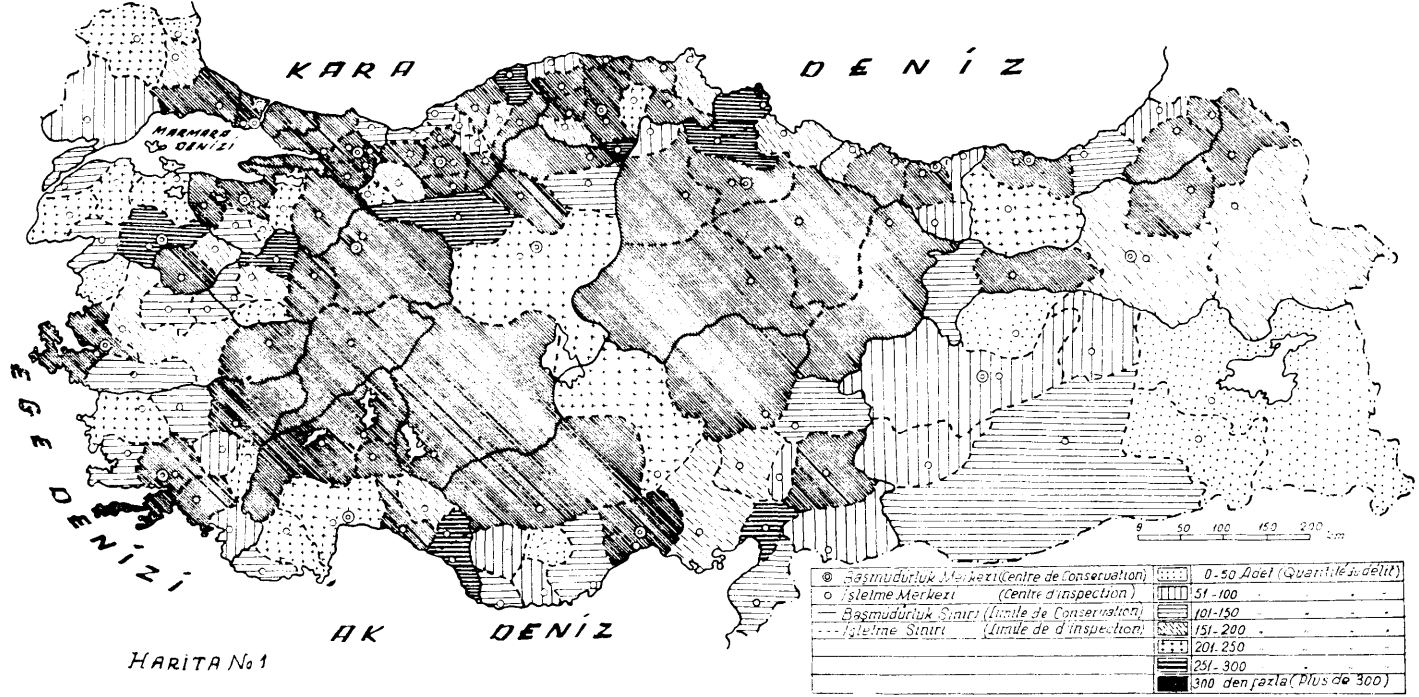 KARA DENİZ
MARMARA
DENİZİ
EGE DENİZİ
AK DENİZ
HARİTA No 1
0 50 100 150 200 km
Başmüdürlük Merkezi (Centre de Conservation)
İşletme Merkezi (Centre d'inspection)
Başmüdürlük Sınırı (Limite de Conservation)
İşletme Sınırı (Limite de d'inspection)
0-50 Adet (Quantité du délit)
51-100 " " "
101-150 " " "
151-200 " " "
201-250 " " "
251-300 " " "
300 den fazla (Plus de 300)